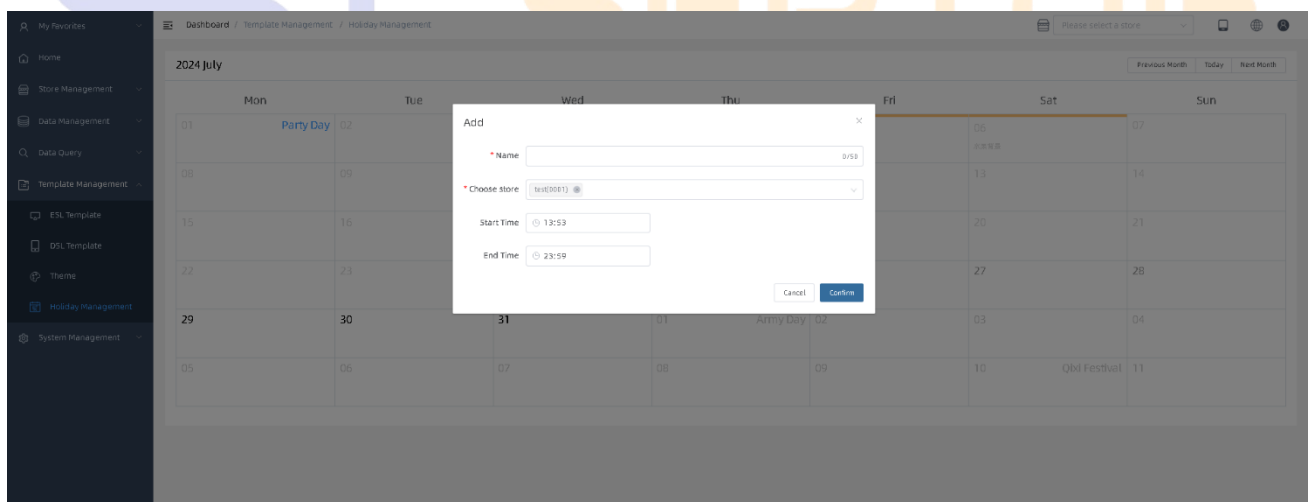 My Favorites
Dashboard / Template Management / Holiday Management
Please select a store
Home
Store Management
Data Management
Data Query
Template Management
ESL Template
DSL Template
Theme
Holiday Management
System Management
2024 July
Previous Month Today Next Month
Mon Tue Wed Thu Fri Sat Sun
01 Party Day 02 06 07
08 09 13 14
15 16 20 21
22 23 27 28
29 30 31 01 Army Day 02 03 04
05 06 07 08 09 10 Qixi Festival 11
Add
* Name 0/50
* Choose store test(0001)
Start Time 13:53
End Time 23:59
Cancel Confirm